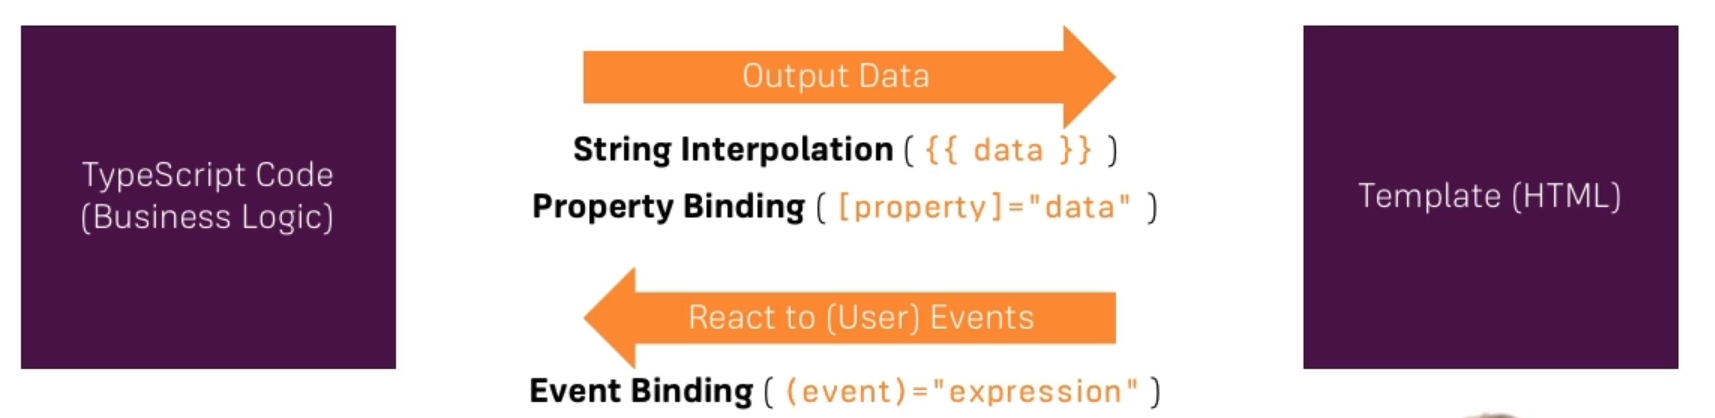 TypeScript Code
(Business Logic)
Output Data
String Interpolation ( {{ data }} )
Property Binding ( [property]="data" )
React to (User) Events
Event Binding ( (event)="expression" )
Template (HTML)